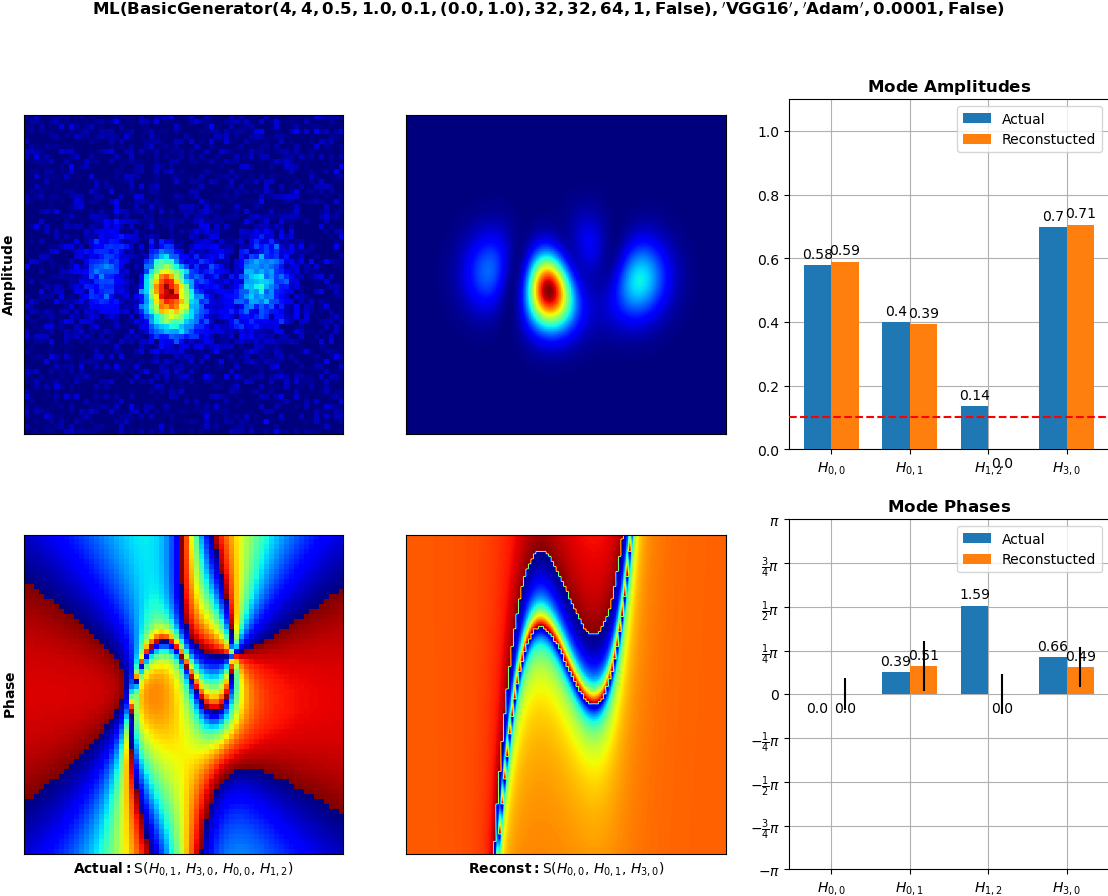 ML(BasicGenerator(4, 4, 0.5, 1.0, 0.1, (0.0, 1.0), 32, 32, 64, 1, False), ′VGG16′, ′Adam′, 0.0001, False)
Amplitude
Mode Amplitudes
Actual
Reconstucted
1.0
0.8
0.6
0.4
0.2
0.0
0.58
0.59
0.4
0.39
0.14
0.0
0.7
0.71
H0,0
H0,1
H1,2
H3,0
Phase
Actual: S(H0,1, H3,0, H0,0, H1,2)
Reconst: S(H0,0, H0,1, H3,0)
Mode Phases
Actual
Reconstucted
π
3/4π
1/2π
1/4π
0
−1/4π
−1/2π
−3/4π
−π
0.0
0.0
0.39
0.51
1.59
0.0
0.66
0.49
H0,0
H0,1
H1,2
H3,0